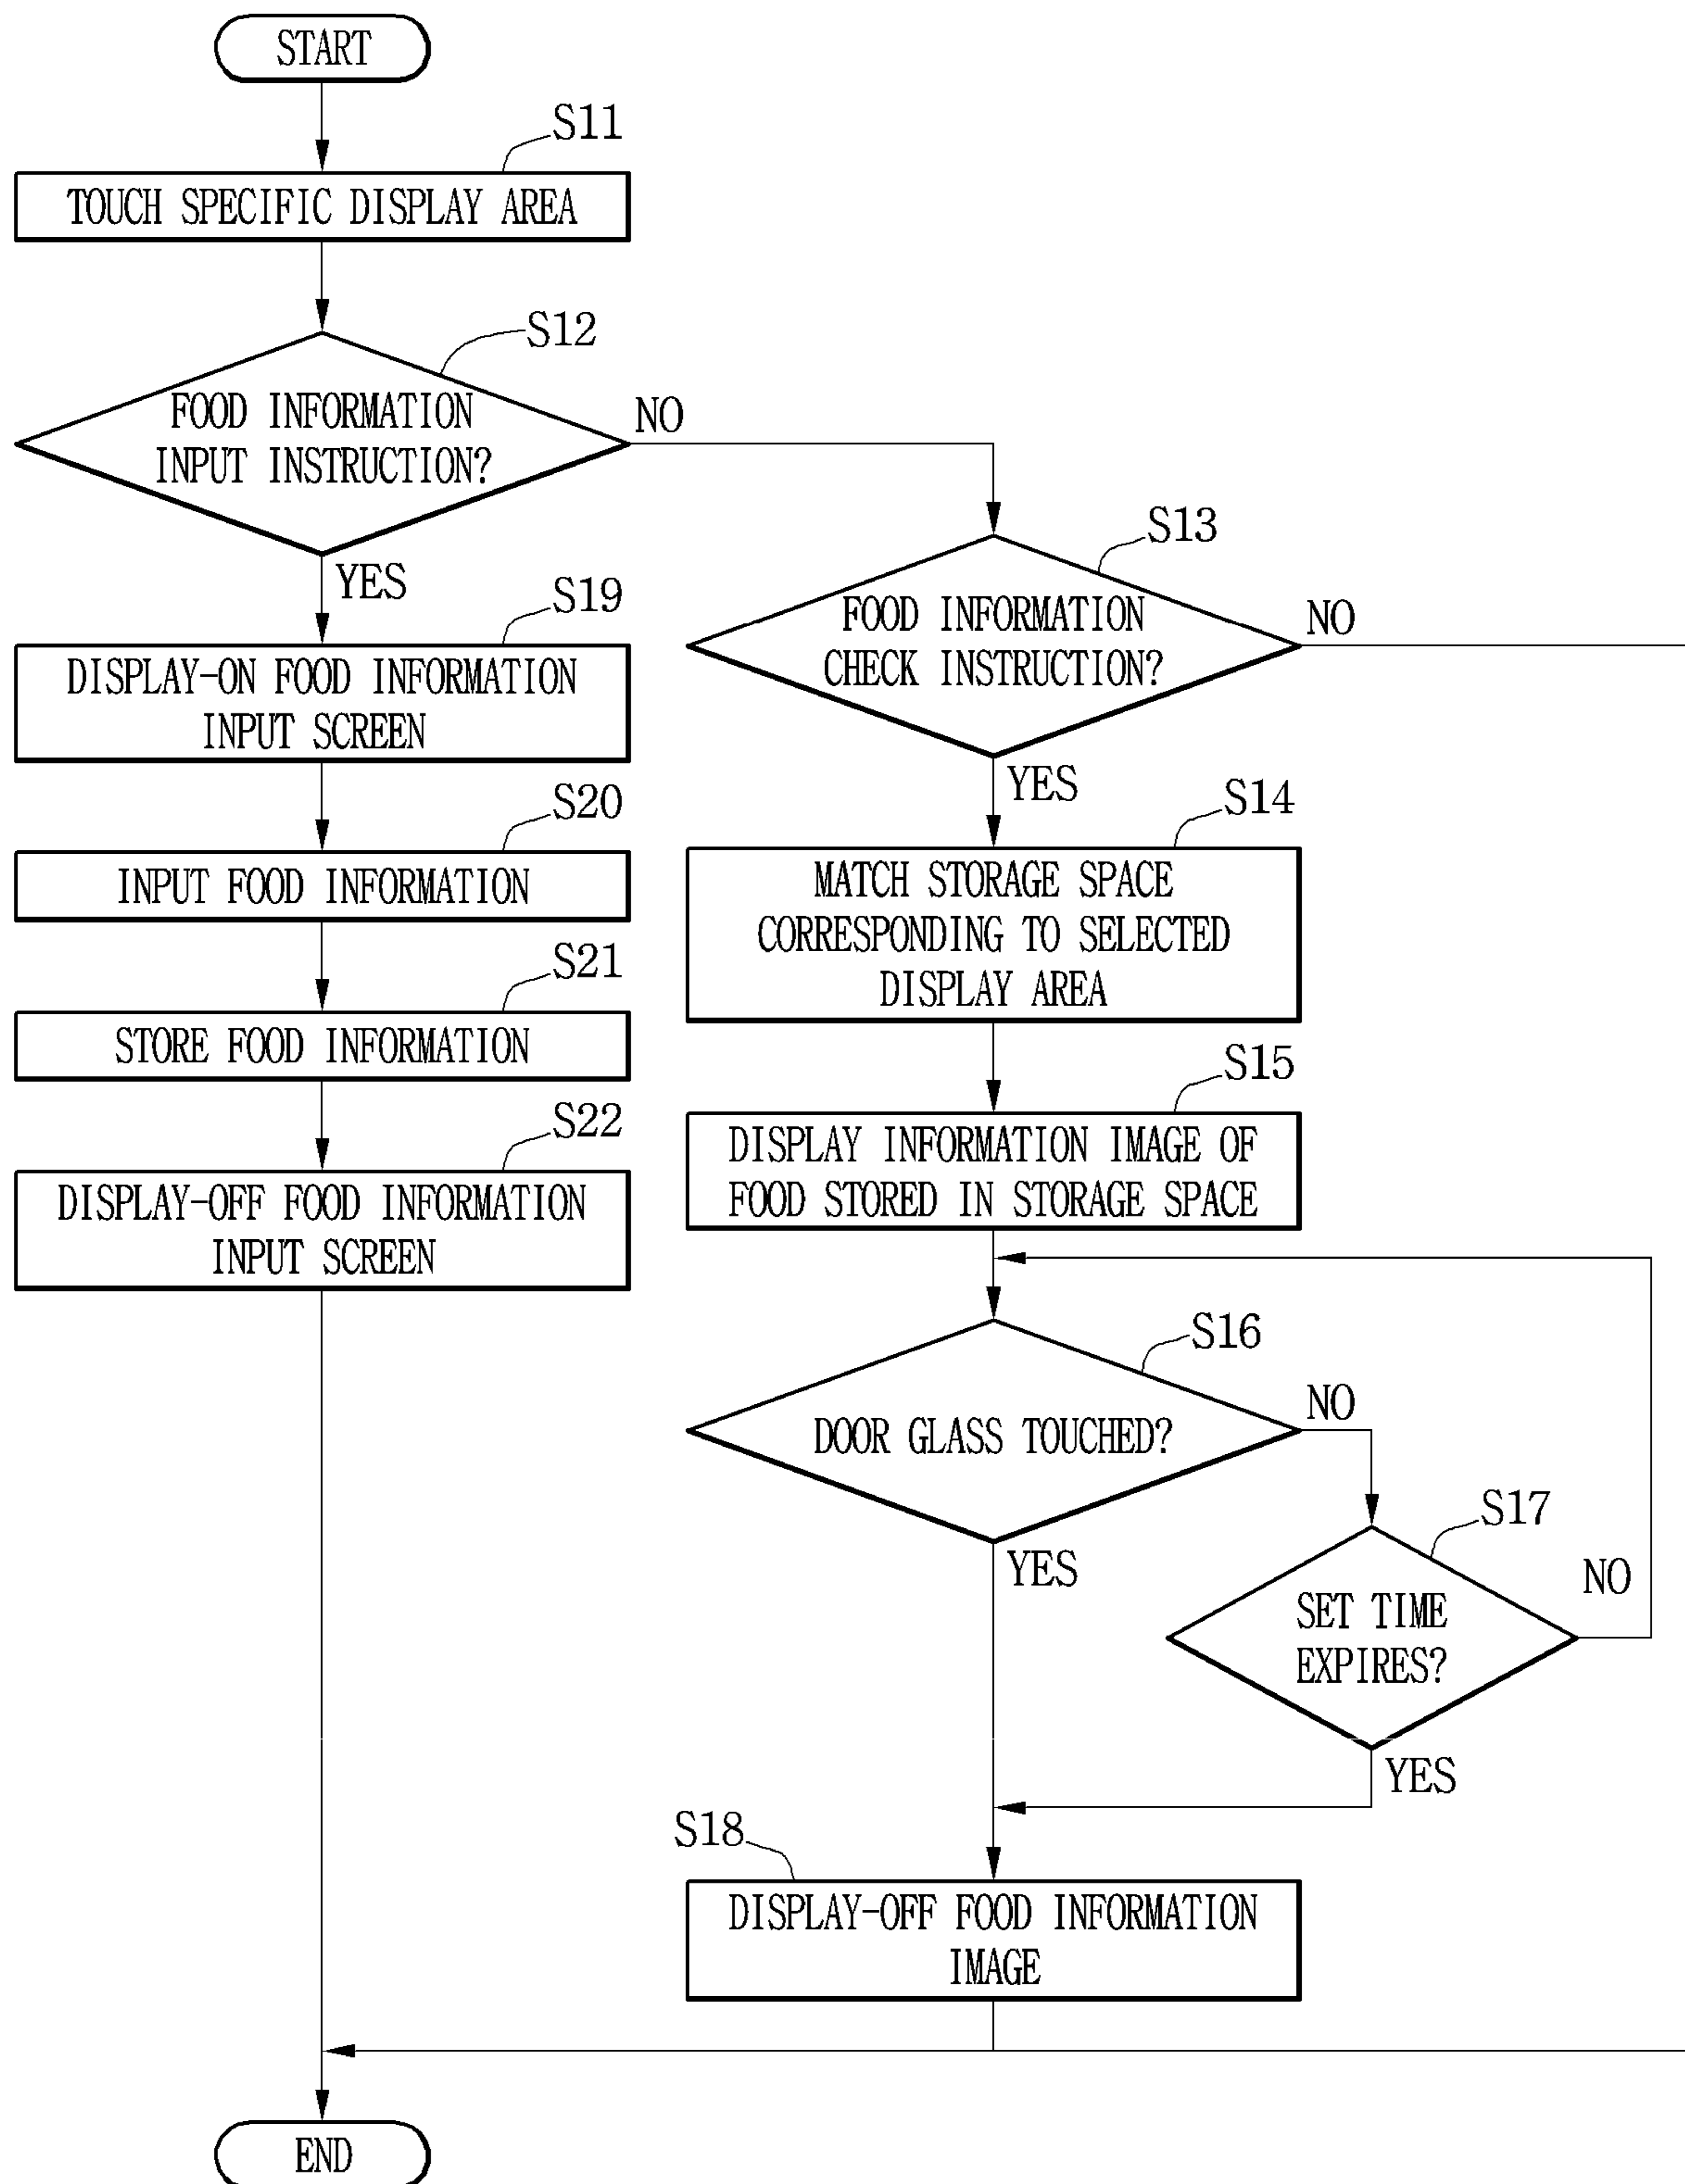 START
S11
TOUCH SPECIFIC DISPLAY AREA
S12
FOOD INFORMATION
INPUT INSTRUCTION?
NO
YES
S13
FOOD INFORMATION
CHECK INSTRUCTION?
NO
YES
S19
DISPLAY-ON FOOD INFORMATION
INPUT SCREEN
S20
INPUT FOOD INFORMATION
S21
STORE FOOD INFORMATION
S22
DISPLAY-OFF FOOD INFORMATION
INPUT SCREEN
S14
MATCH STORAGE SPACE
CORRESPONDING TO SELECTED
DISPLAY AREA
S15
DISPLAY INFORMATION IMAGE OF
FOOD STORED IN STORAGE SPACE
S16
DOOR GLASS TOUCHED?
NO
YES
S17
SET TIME
EXPIRES?
NO
YES
S18
DISPLAY-OFF FOOD INFORMATION
IMAGE
END